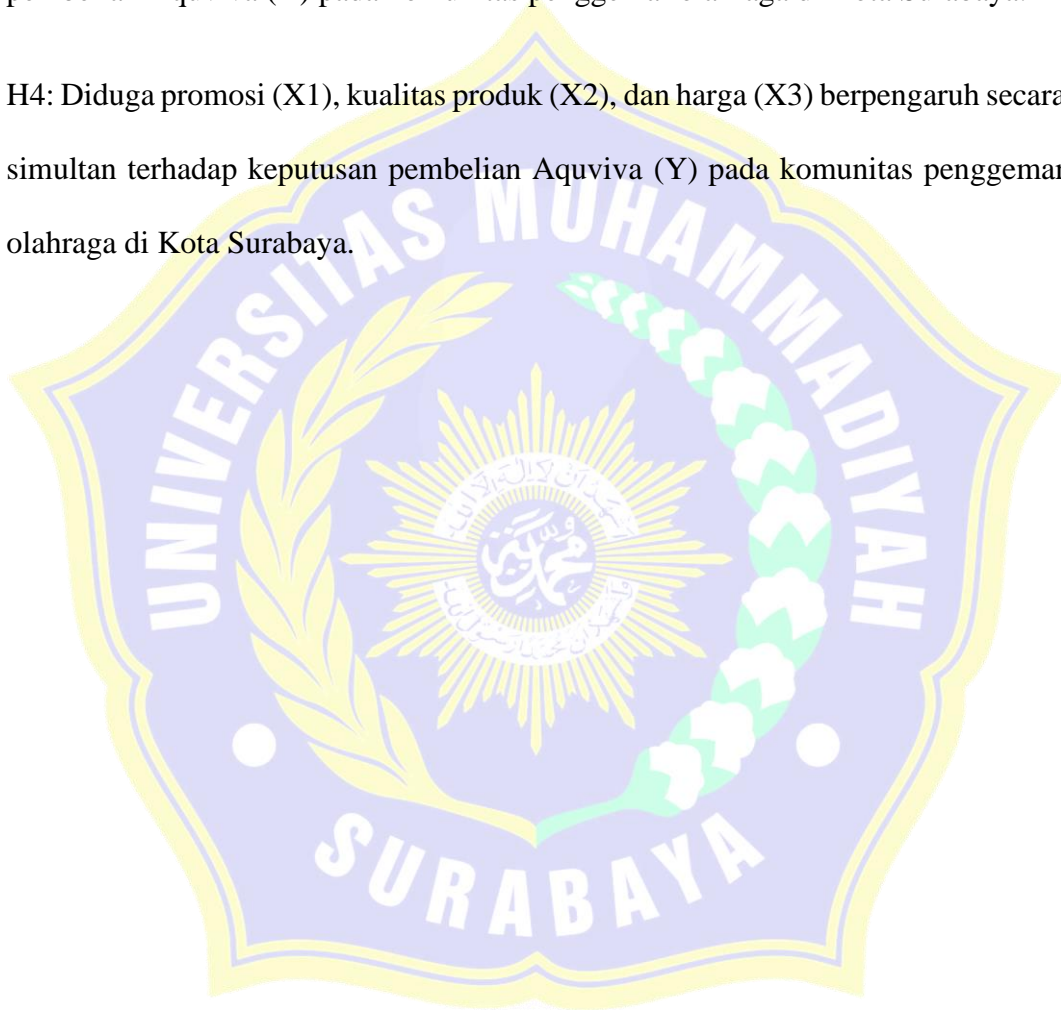 H4: Diduga promosi (X1), kualitas produk (X2), dan harga (X3) berpengaruh secara
simultan terhadap keputusan pembelian Aquviva (Y) pada komunitas penggemar
olahraga di Kota Surabaya.
UNIVERSITAS MUHAMMADIYAH
SURABAYA